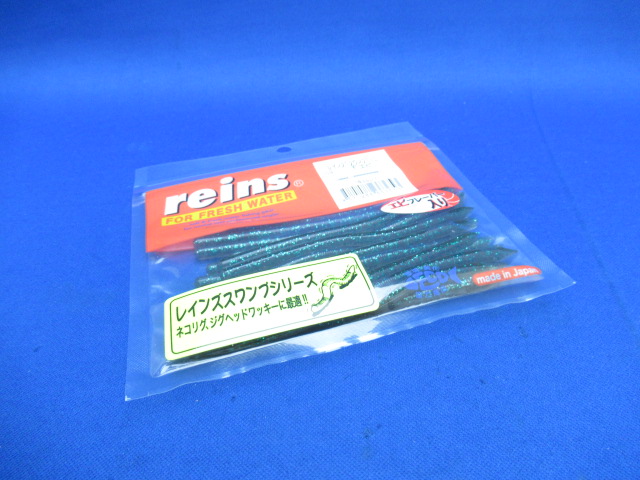 reins®
FOR FRESH WATER
エビフレーバー
入り
レインズスワンプシリーズ
ネコリグ、ジグヘッドワッキーに最適!!
made in Japan